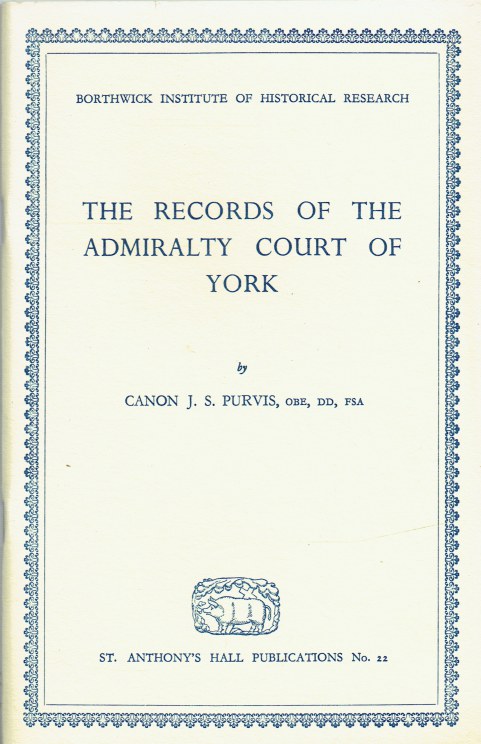 BORTHWICK INSTITUTE OF HISTORICAL RESEARCH
THE RECORDS OF THE
ADMIRALTY COURT OF
YORK
by
CANON J. S. PURVIS, OBE, DD, FSA
ST. ANTHONY'S HALL PUBLICATIONS No. 22